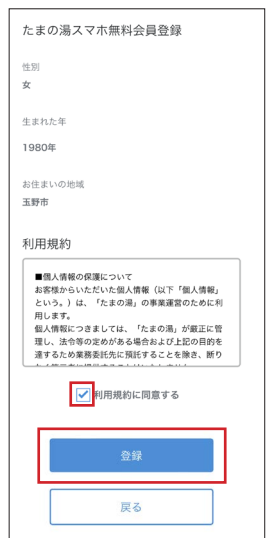 たまの湯スマホ無料会員登録
性別
女
生まれた年
1980年
お住まいの地域
玉野市
利用規約
■個人情報の保護について
お客様からいただいた個人情報（以下「個人情報」
という。）は、「たまの湯」の事業運営のために利
用します。
個人情報につきましては、「たまの湯」が厳正に管
理し、法令等の定めがある場合および上記の目的を
達するため業務委託先に預託することを除き、断り
利用規約に同意する
登録
戻る